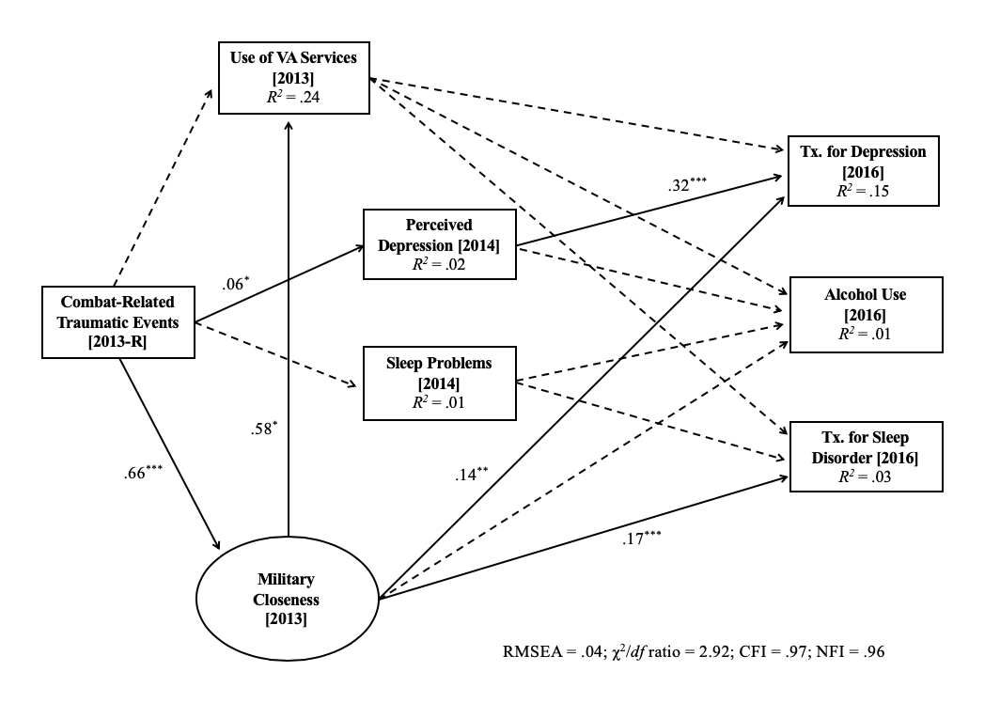 Use of VA Services
[2013]
R² = .24
Tx. for Depression
[2016]
R² = .15
.32***
Perceived
Depression [2014]
R² = .02
.06*
Combat-Related
Traumatic Events
[2013-R]
Alcohol Use
[2016]
R² = .01
Sleep Problems
[2014]
R² = .01
.58*
Tx. for Sleep
Disorder [2016]
R² = .03
.66***
.14**
.17***
Military
Closeness
[2013]
RMSEA = .04; χ²/df ratio = 2.92; CFI = .97; NFI = .96